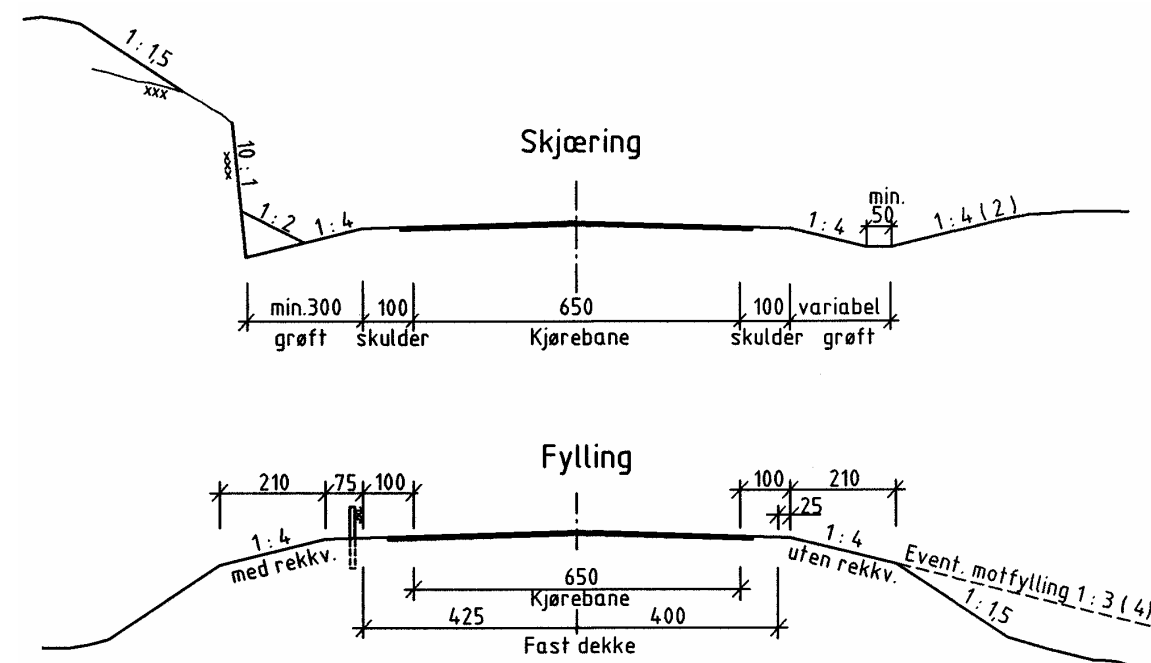 1:1,5
xxx
Skjæring
10:1
xxx
1:2
1:4
1:4
min.
50
1:4(2)
min.300
100
650
100
variabel
grøft
skulder
Kjørebane
skulder
grøft
Fylling
210
75
100
100
210
25
1:4
med rekkv.
1:4
uten rekkv.
Event. motfylling 1:3(4)
1:1,5
650
Kjørebane
425
400
Fast dekke